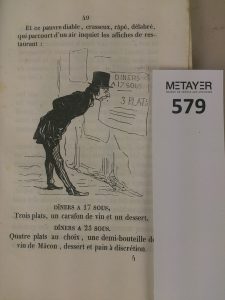 49
Et ce pauvre diable, crasseux, râpé, délabré,
qui parcourt d'un air inquiet les affiches de res-
taurant :
DINERS
A 17 SOUS
3 PLATS
DÎNERS A 17 SOUS.
Trois plats, un carafon de vin et un dessert.
DÎNERS A 25 SOUS.
Quatre plats au choix, une demi-bouteille de
vin de Mâcon, dessert et pain à discrétion.
4
METAYER
579